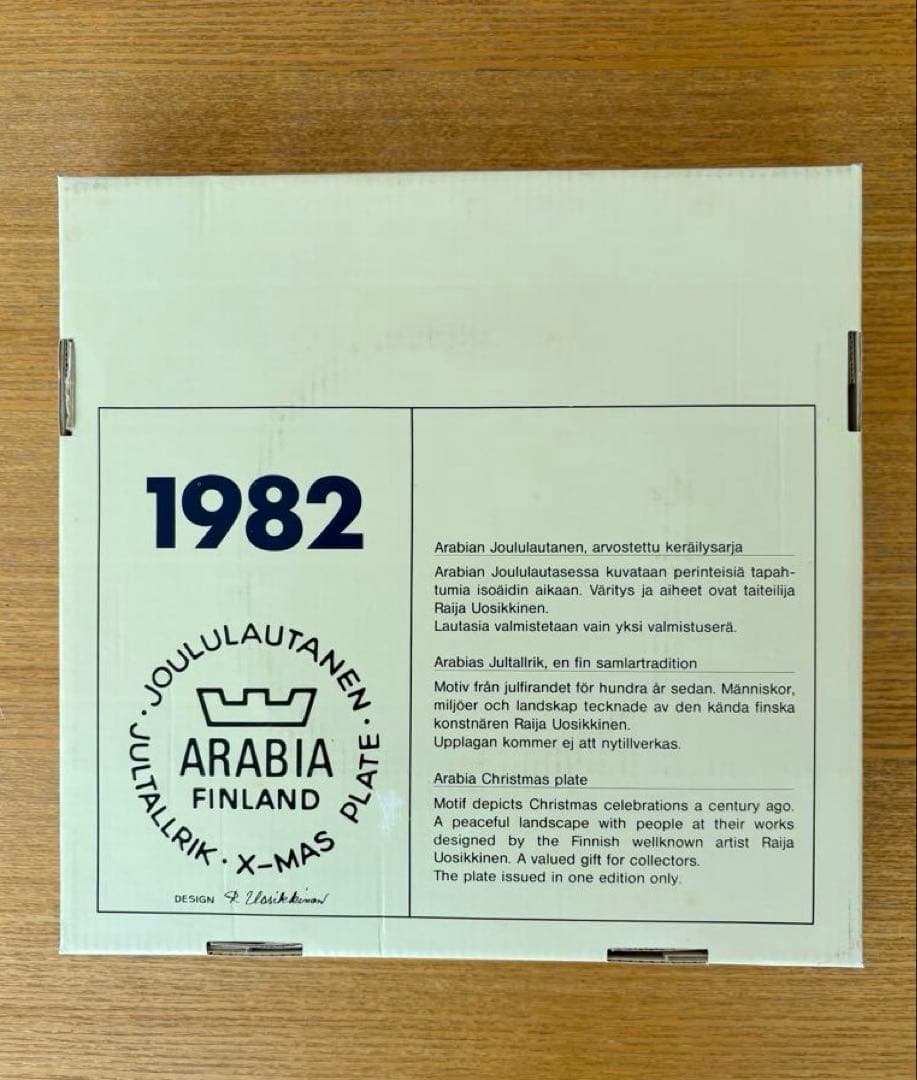 1982
JOULULAUTANEN · X-MAS PLATE · JULTALLRIK ·
ARABIA
FINLAND
DESIGN R. Uosikkinen
Arabian Joululautanen, arvostettu keräilysarja
Arabian Joululautasessa kuvataan perinteisiä tapah-
tumia isoäidin aikaan. Väritys ja aiheet ovat taiteilija
Raija Uosikkinen.
Lautasia valmistetaan vain yksi valmistuserä.
Arabias Jultallrik, en fin samlartradition
Motiv från julfirandet för hundra år sedan. Människor,
miljöer och landskap tecknade av den kända finska
konstnären Raija Uosikkinen.
Upplagan kommer ej att nytillverkas.
Arabia Christmas plate
Motif depicts Christmas celebrations a century ago.
A peaceful landscape with people at their works
designed by the Finnish wellknown artist Raija
Uosikkinen. A valued gift for collectors.
The plate issued in one edition only.